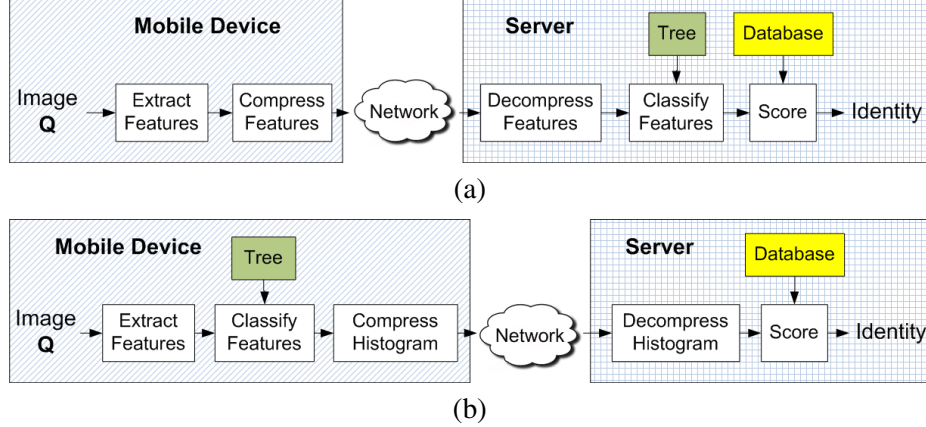 Mobile Device
Server
Tree
Database
Image
Q
Extract
Features
Compress
Features
Network
Decompress
Features
Classify
Features
Score
Identity
(a)
Mobile Device
Server
Tree
Database
Image
Q
Extract
Features
Classify
Features
Compress
Histogram
Network
Decompress
Histogram
Score
Identity
(b)